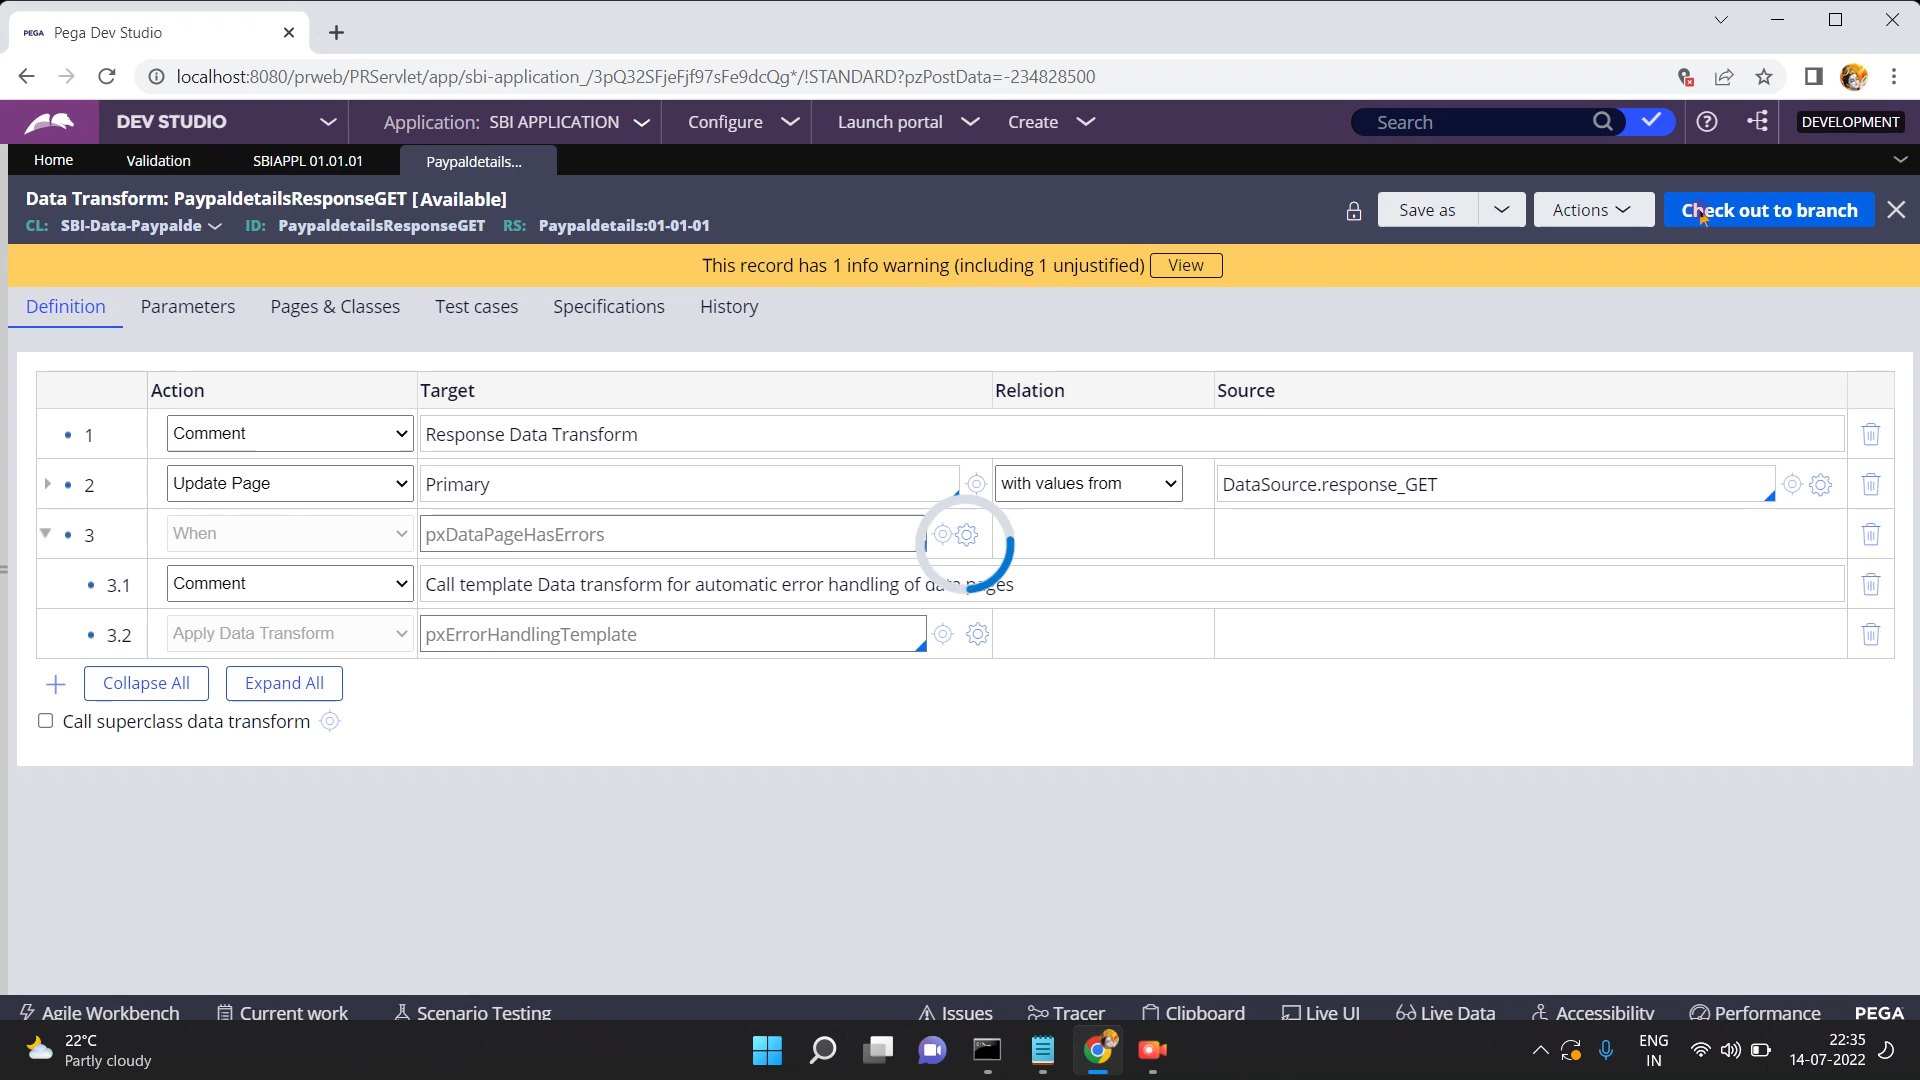 PEGA Pega Dev Studio
localhost:8080/prweb/PRServlet/app/sbi-application_/3pQ32SFjeFjf97sFe9dcQg*/!STANDARD?pzPostData=-234828500
DEV STUDIO Application: SBI APPLICATION Configure Launch portal Create Search DEVELOPMENT
Home Validation SBIAPPL 01.01.01 Paypaldetails...
Data Transform: PaypaldetailsResponseGET [Available]
CL: SBI-Data-Paypalde ID: PaypaldetailsResponseGET RS: Paypaldetails:01-01-01
Save as Actions Check out to branch
This record has 1 info warning (including 1 unjustified) View
Definition Parameters Pages & Classes Test cases Specifications History
Action Target Relation Source
1 Comment Response Data Transform
2 Update Page Primary with values from DataSource.response_GET
3 When pxDataPageHasErrors
3.1 Comment Call template Data transform for automatic error handling of data pages
3.2 Apply Data Transform pxErrorHandlingTemplate
Collapse All Expand All
Call superclass data transform
Agile Workbench Current work Scenario Testing Issues Tracer Clipboard Live UI Live Data Accessibility Performance PEGA
22°C
Partly cloudy
ENG
IN
22:35
14-07-2022